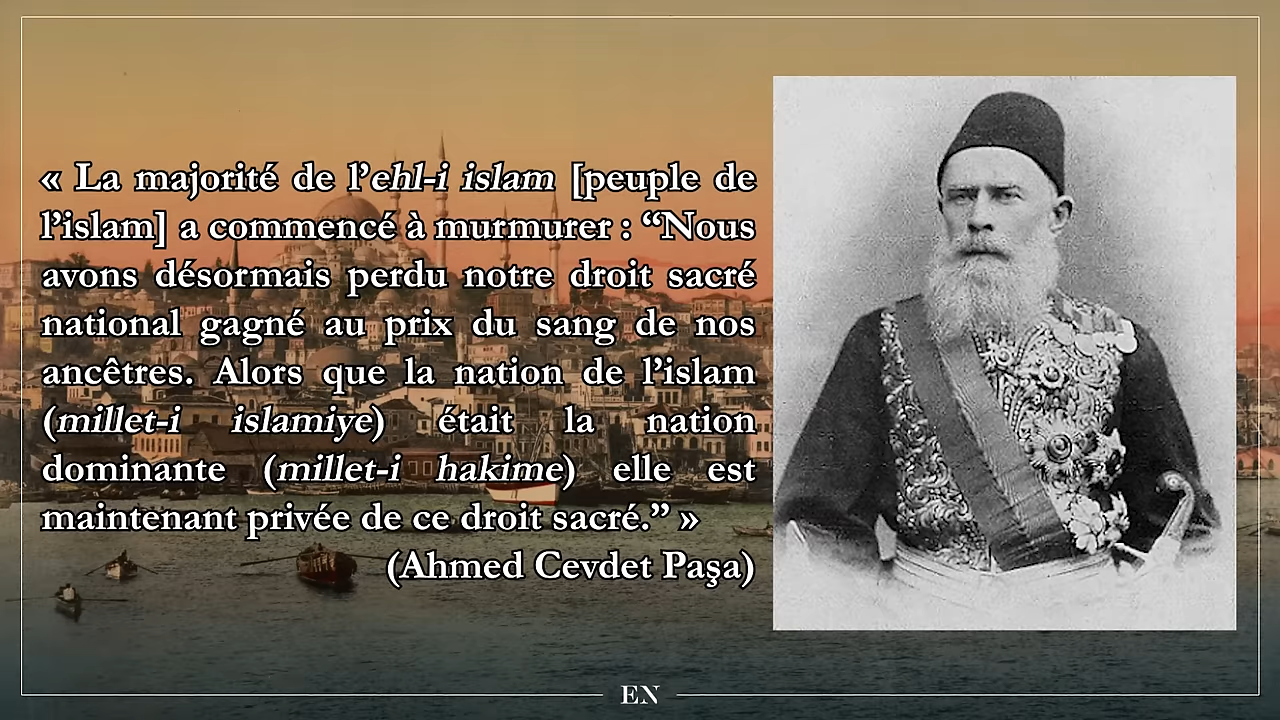 « La majorité de l’ehl-i islam [peuple de
l’islam] a commencé à murmurer : “Nous
avons désormais perdu notre droit sacré
national gagné au prix du sang de nos
ancêtres. Alors que la nation de l’islam
(millet-i islamiye) était la nation
dominante (millet-i hakime) elle est
maintenant privée de ce droit sacré.” »
(Ahmed Cevdet Paşa)
EN